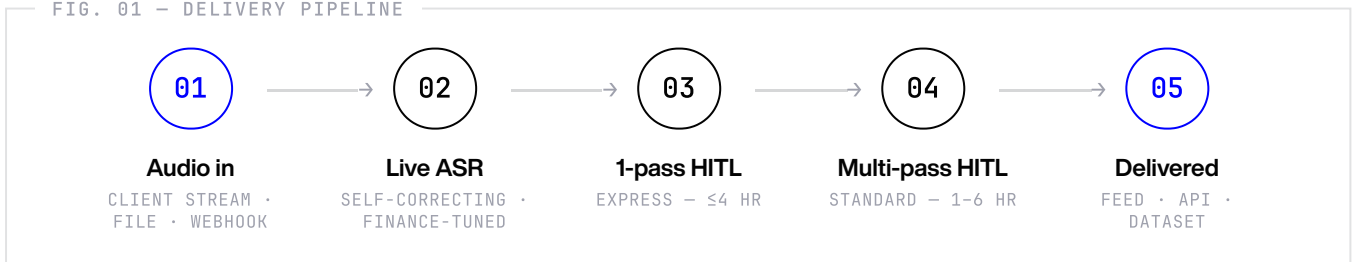 FIG. 01 — DELIVERY PIPELINE
01 02 03 04 05
Audio in Live ASR 1-pass HITL Multi-pass HITL Delivered
CLIENT STREAM · SELF-CORRECTING · EXPRESS — ≤4 HR STANDARD — 1–6 HR FEED · API ·
FILE · WEBHOOK FINANCE-TUNED DATASET